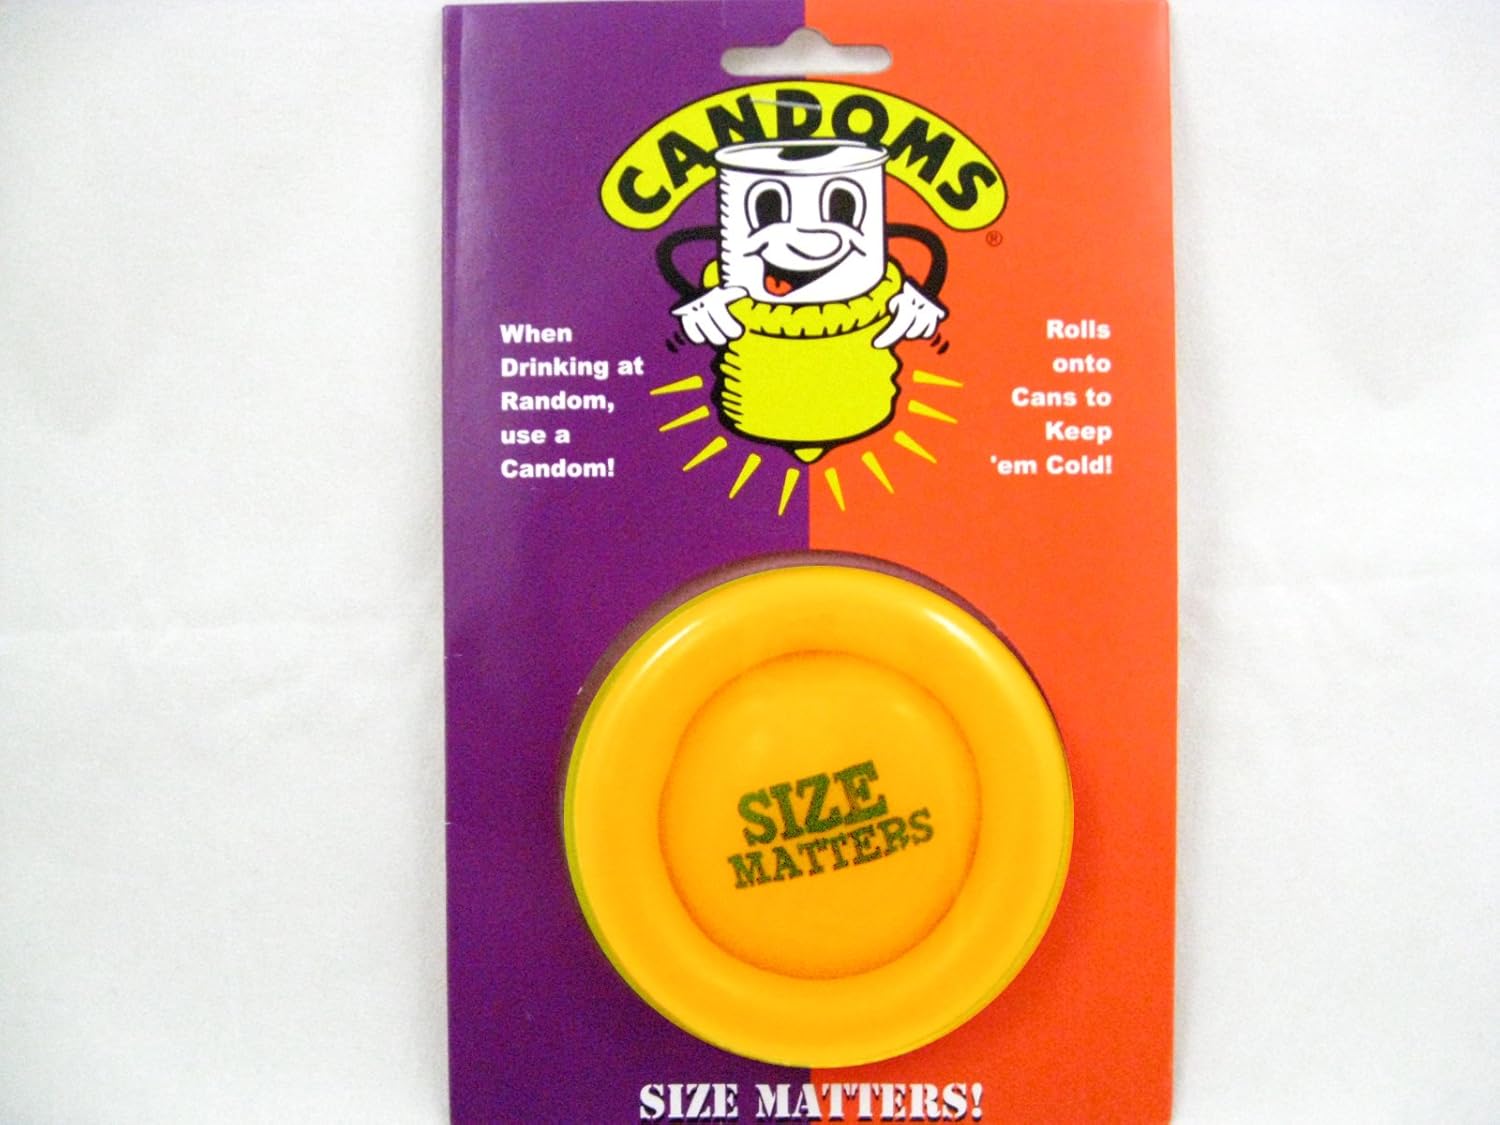 CANDOMS
®
When
Drinking at
Random,
use a
Candom!
Rolls
onto
Cans to
Keep
'em Cold!
SIZE
MATTERS
SIZE MATTERS!